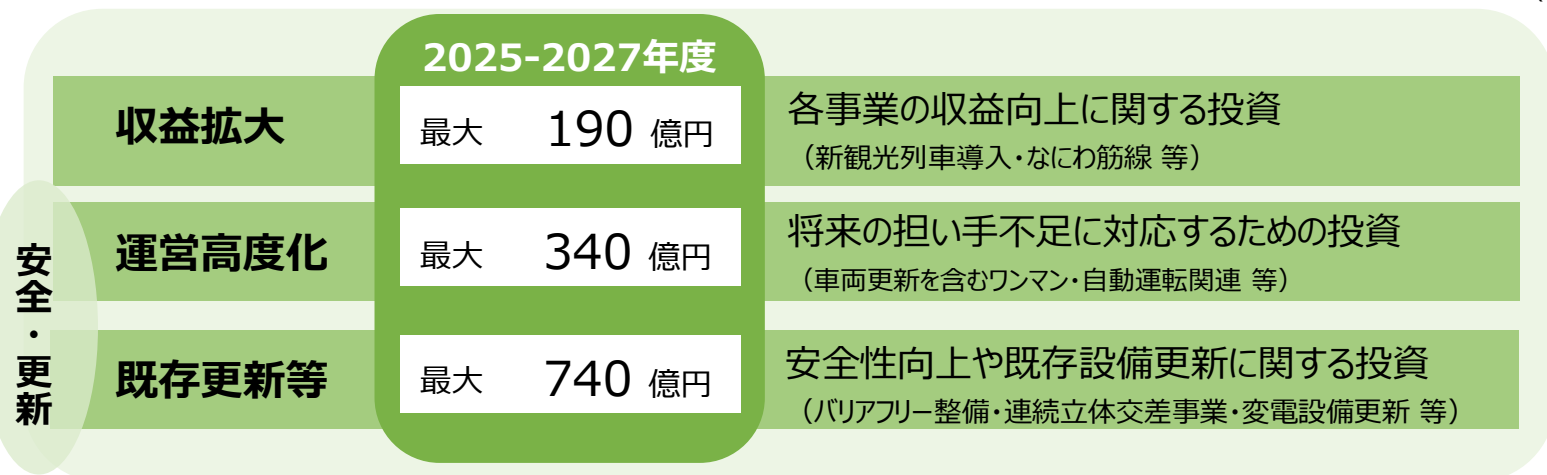 2025-2027年度
収益拡大
最大 190 億円
各事業の収益向上に関する投資
（新観光列車導入・なにわ筋線 等）
安全・更新
運営高度化
最大 340 億円
将来の担い手不足に対応するための投資
（車両更新を含むワンマン・自動運転関連 等）
既存更新等
最大 740 億円
安全性向上や既存設備更新に関する投資
（バリアフリー整備・連続立体交差事業・変電設備更新 等）